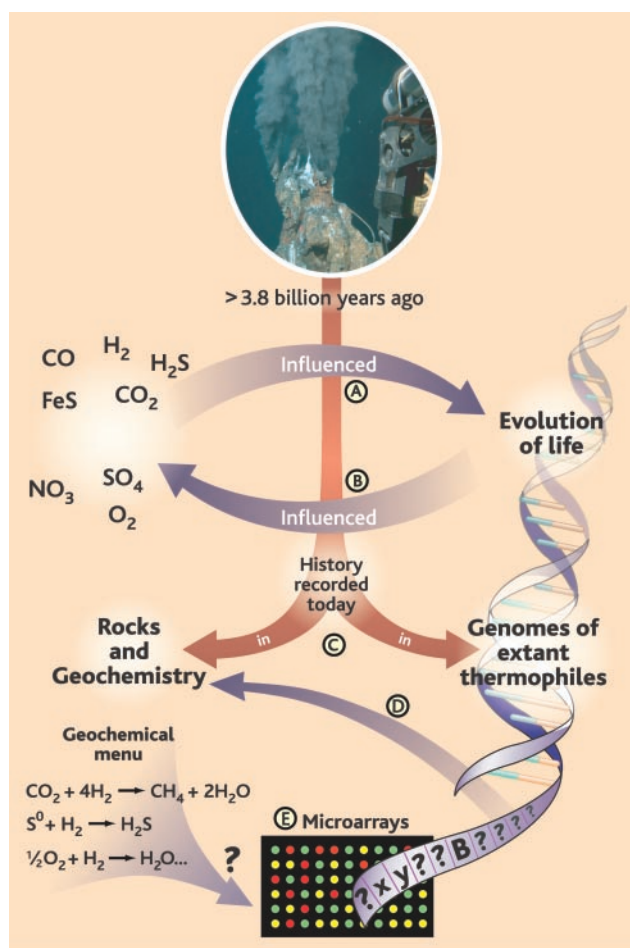 > 3.8 billion years ago
CO
H₂
H₂S
FeS
CO₂
Influenced
A
Evolution
of life
NO₃
SO₄
O₂
B
Influenced
History
recorded
today
in
in
C
Rocks
and
Geochemistry
Genomes of
extant
thermophiles
D
Geochemical
menu
CO₂ + 4H₂ → CH₄ + 2H₂O
S⁰ + H₂ → H₂S
½O₂ + H₂ → H₂O...
?
E Microarrays
? x y ? ? B ? ? ? ?